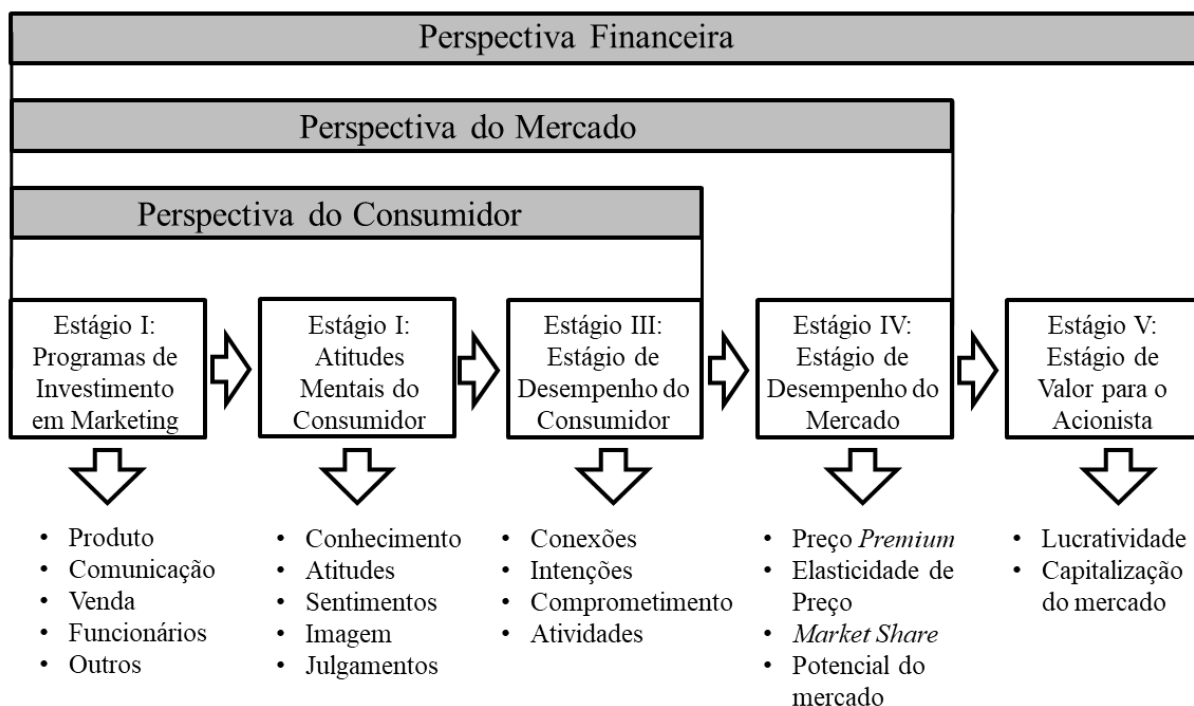 Perspectiva Financeira
Perspectiva do Mercado
Perspectiva do Consumidor
Estágio I:
Programas de
Investimento
em Marketing
Estágio I:
Atitudes
Mentais do
Consumidor
Estágio III:
Estágio de
Desempenho do
Consumidor
Estágio IV:
Estágio de
Desempenho do
Mercado
Estágio V:
Estágio de
Valor para o
Acionista
• Produto
• Comunicação
• Venda
• Funcionários
• Outros
• Conhecimento
• Atitudes
• Sentimentos
• Imagem
• Julgamentos
• Conexões
• Intenções
• Comprometimento
• Atividades
• Preço Premium
• Elasticidade de
Preço
• Market Share
• Potencial do
mercado
• Lucratividade
• Capitalização
do mercado